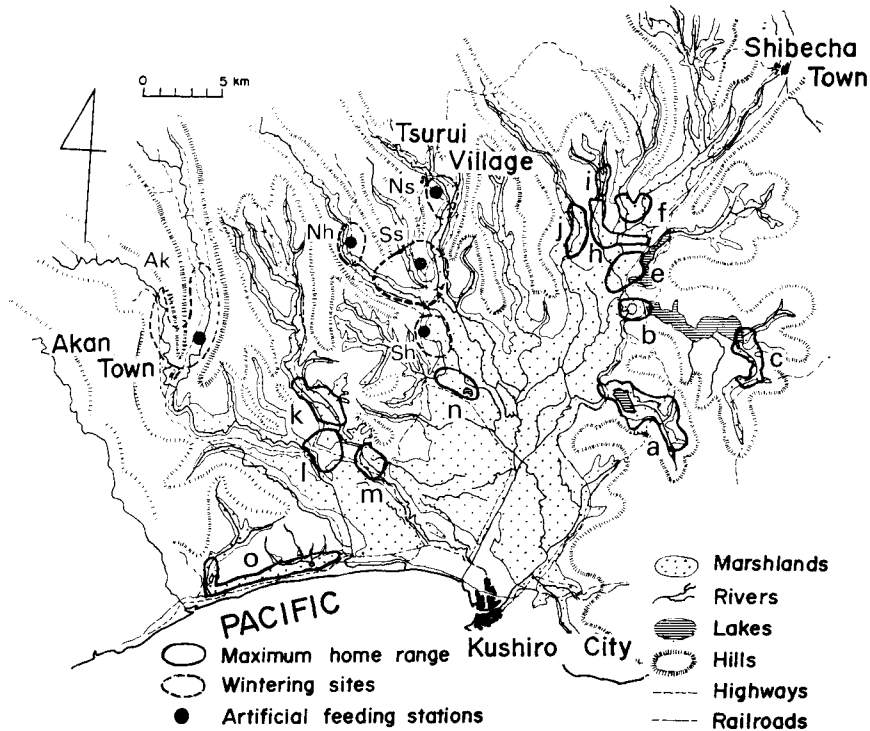 Shibecha
Town
0 5 km
Tsurui
Village
Ns
i
f
Nh
Ss
j
h
Ak
e
b
Akan
Town
Sh
c
k
n
a
l
m
o
PACIFIC
Kushiro City
Maximum home range
Wintering sites
Artificial feeding stations
Marshlands
Rivers
Lakes
Hills
Highways
Railroads